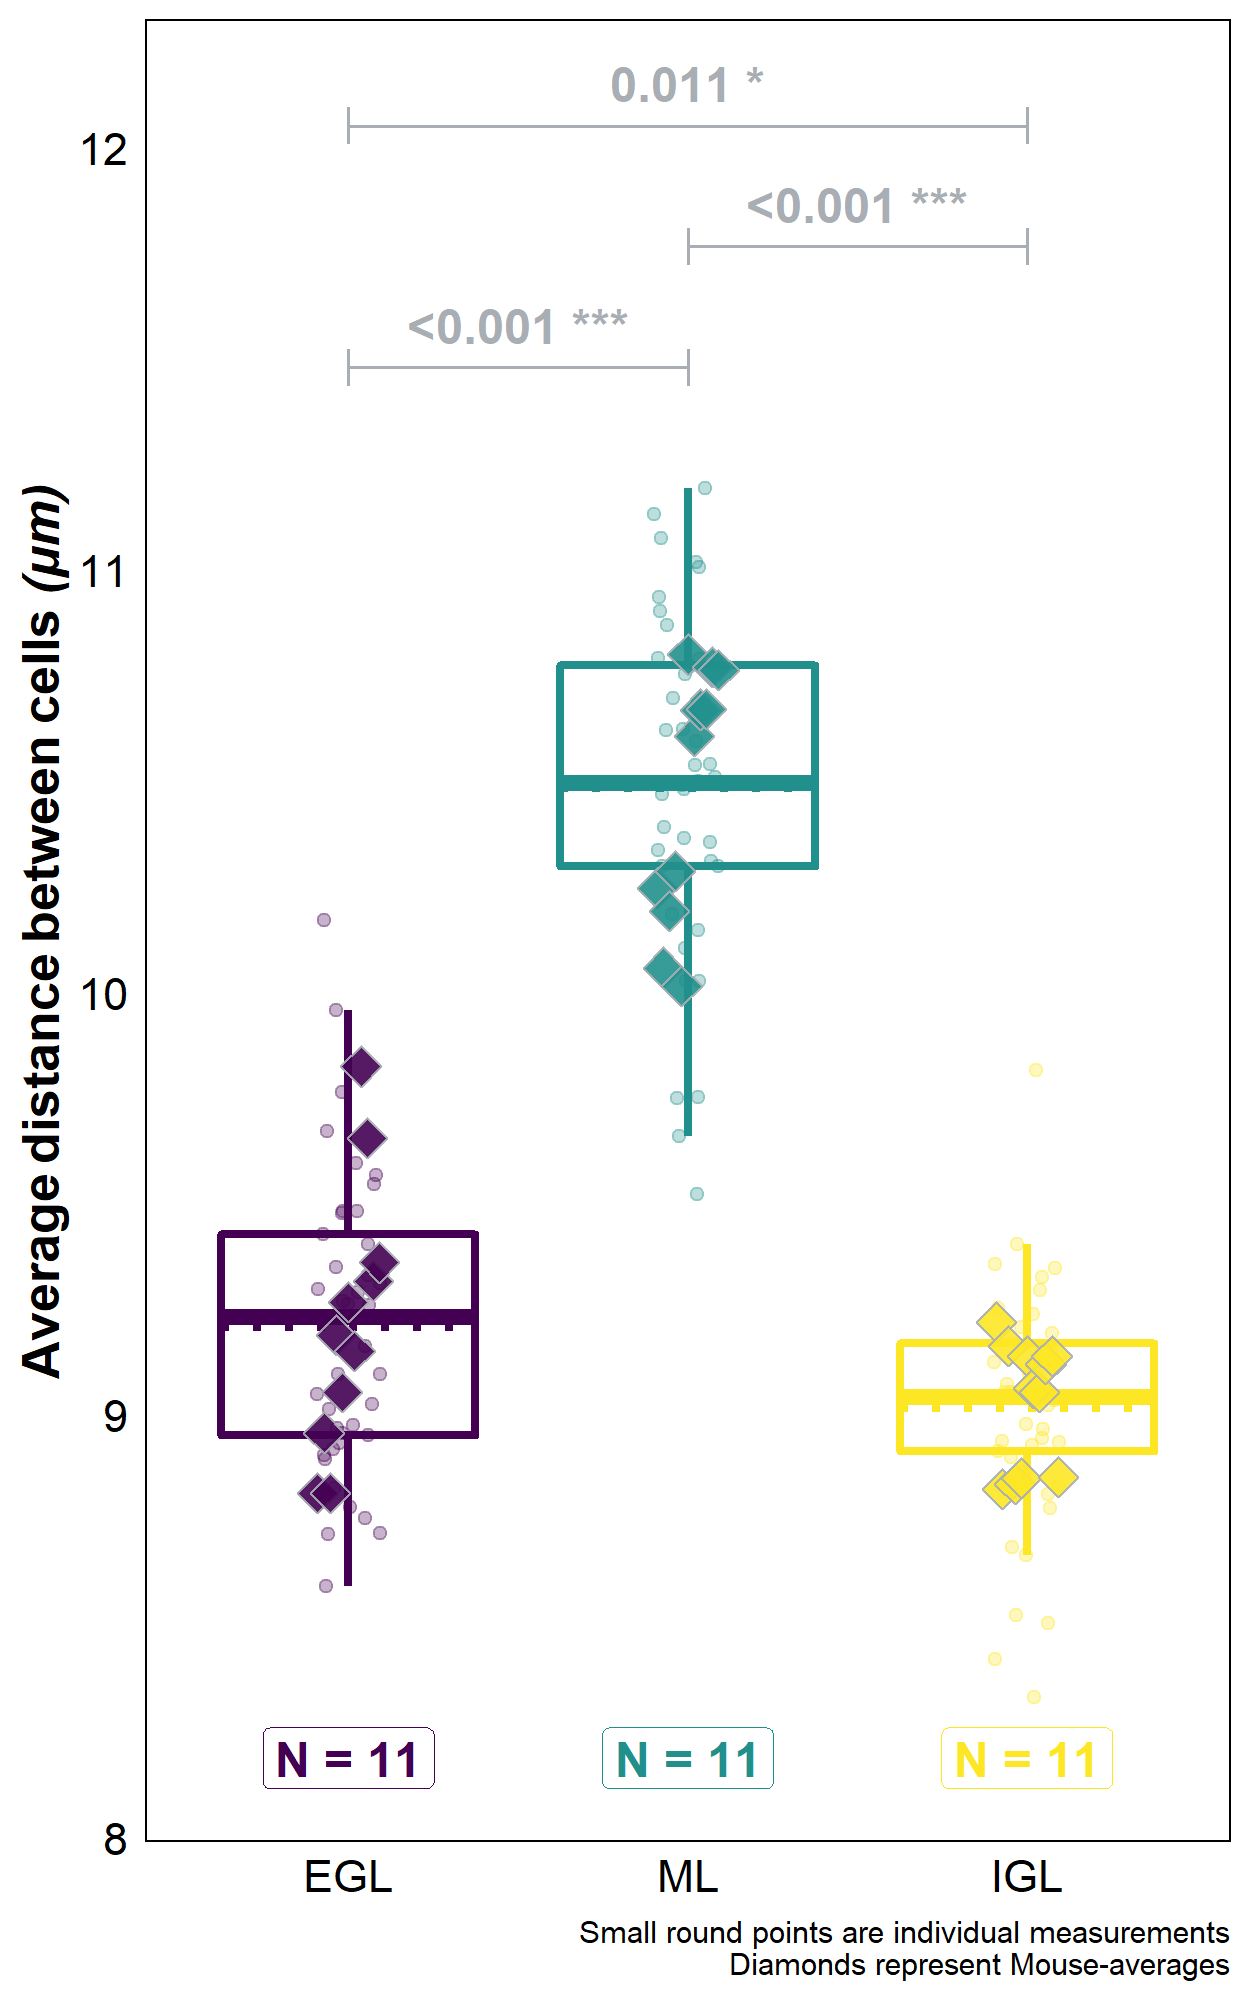 0.011 *
12
<0.001 ***
<0.001 ***
Average distance between cells (µm)
11
10
9
N = 11
N = 11
N = 11
8
EGL
ML
IGL
Small round points are individual measurements
Diamonds represent Mouse-averages